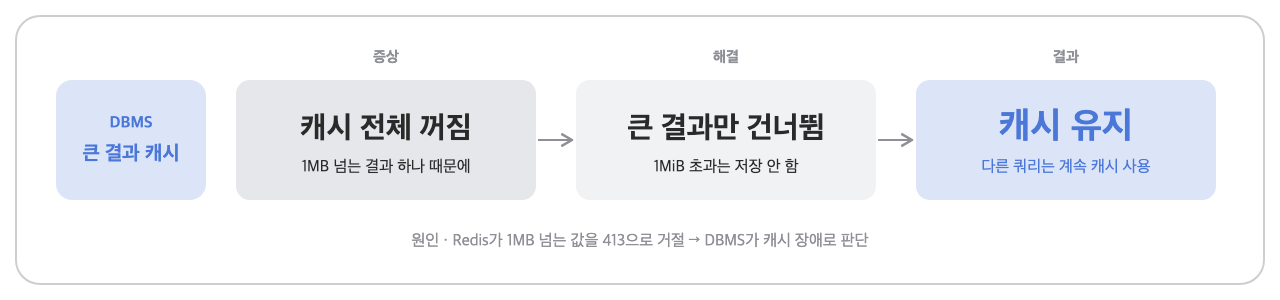 증상
해결
결과
DBMS
큰 결과 캐시
캐시 전체 꺼짐
1MB 넘는 결과 하나 때문에
큰 결과만 건너뜀
1MiB 초과는 저장 안 함
캐시 유지
다른 쿼리는 계속 캐시 사용
원인 · Redis가 1MB 넘는 값을 413으로 거절 → DBMS가 캐시 장애로 판단